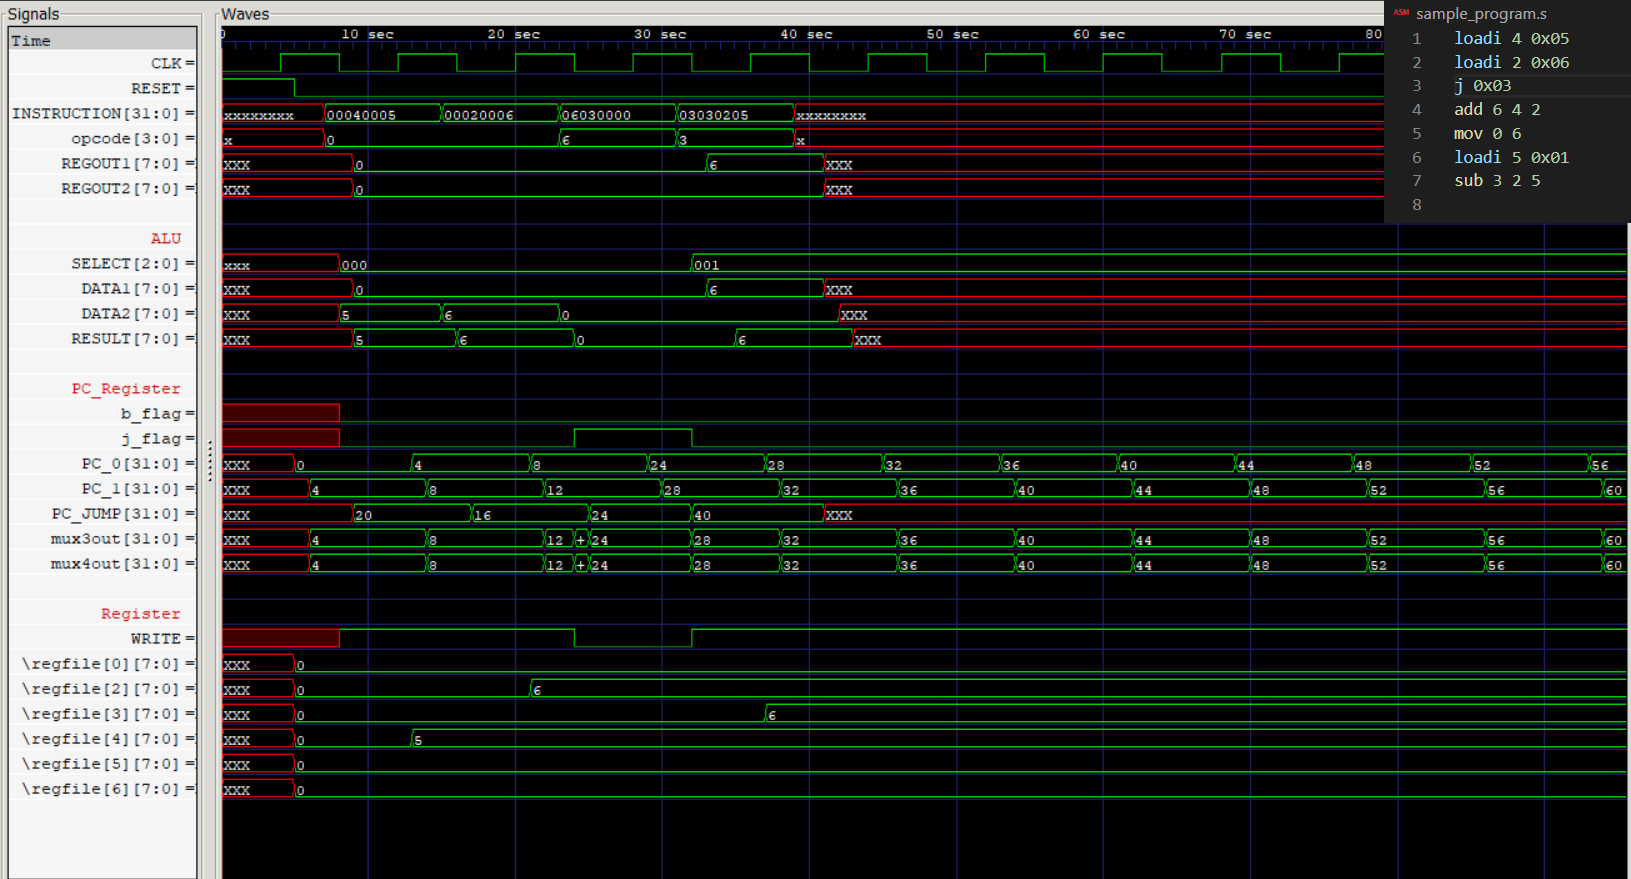 Signals
Waves
Time
0 10 sec 20 sec 30 sec 40 sec 50 sec 60 sec 70 sec 80
CLK =
RESET =
INSTRUCTION[31:0] = xxxxxxxx 00040005 00020006 06030000 03030205 xxxxxxxx
opcode[3:0] = x 0 6 3 x
REGOUT1[7:0] = XXX 0 6 XXX
REGOUT2[7:0] = XXX 0 XXX
ALU
SELECT[2:0] = xxx 000 001
DATA1[7:0] = XXX 0 6 XXX
DATA2[7:0] = XXX 5 6 0 XXX
RESULT[7:0] = XXX 5 6 0 6 XXX
PC_Register
b_flag =
j_flag =
PC_0[31:0] = XXX 0 4 8 24 28 32 36 40 44 48 52 56
PC_1[31:0] = XXX 4 8 12 28 32 36 40 44 48 52 56 60
PC_JUMP[31:0] = XXX 20 16 24 40 XXX
mux3out[31:0] = XXX 4 8 12 + 24 28 32 36 40 44 48 52 56 60
mux4out[31:0] = XXX 4 8 12 + 24 28 32 36 40 44 48 52 56 60
Register
WRITE =
\regfile[0][7:0] = XXX 0
\regfile[2][7:0] = XXX 0 6
\regfile[3][7:0] = XXX 0 6
\regfile[4][7:0] = XXX 0 5
\regfile[5][7:0] = XXX 0
\regfile[6][7:0] = XXX 0
ASM sample_program.s
1 loadi 4 0x05
2 loadi 2 0x06
3 j 0x03
4 add 6 4 2
5 mov 0 6
6 loadi 5 0x01
7 sub 3 2 5
8